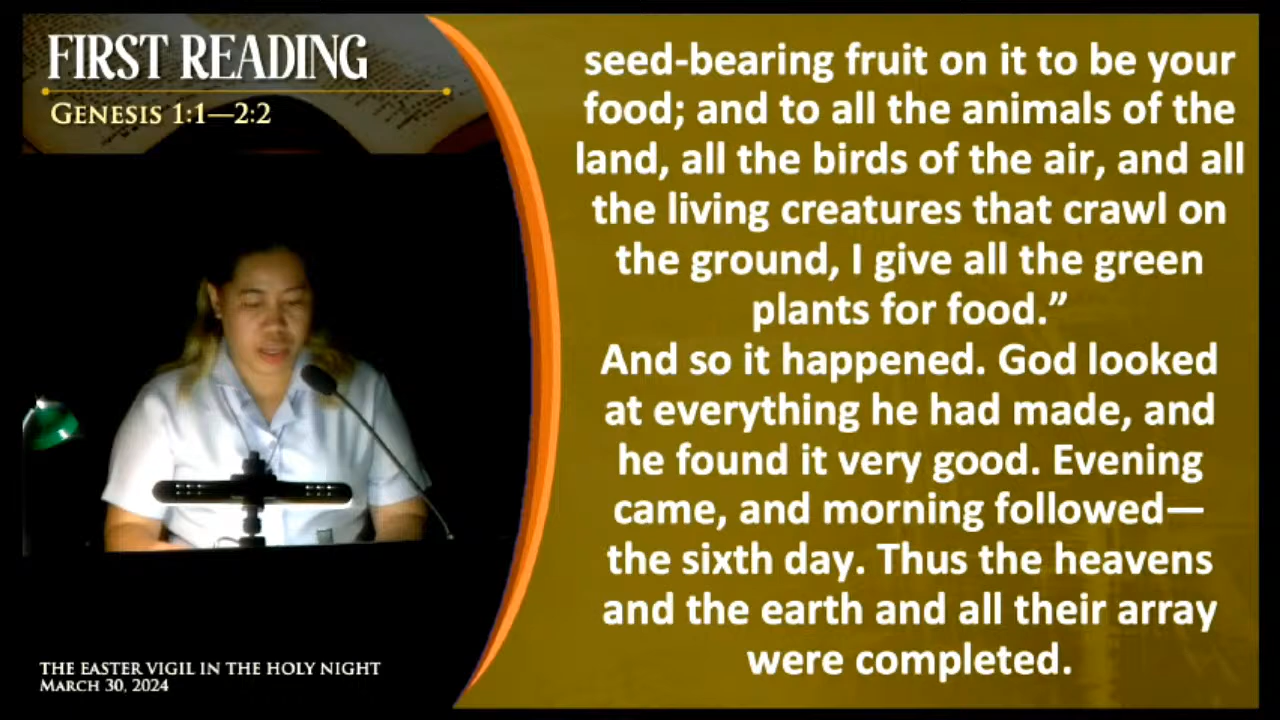 FIRST READING
GENESIS 1:1—2:2
seed-bearing fruit on it to be your
food; and to all the animals of the
land, all the birds of the air, and all
the living creatures that crawl on
the ground, I give all the green
plants for food.”
And so it happened. God looked
at everything he had made, and
he found it very good. Evening
came, and morning followed—
the sixth day. Thus the heavens
and the earth and all their array
were completed.
THE EASTER VIGIL IN THE HOLY NIGHT
MARCH 30, 2024